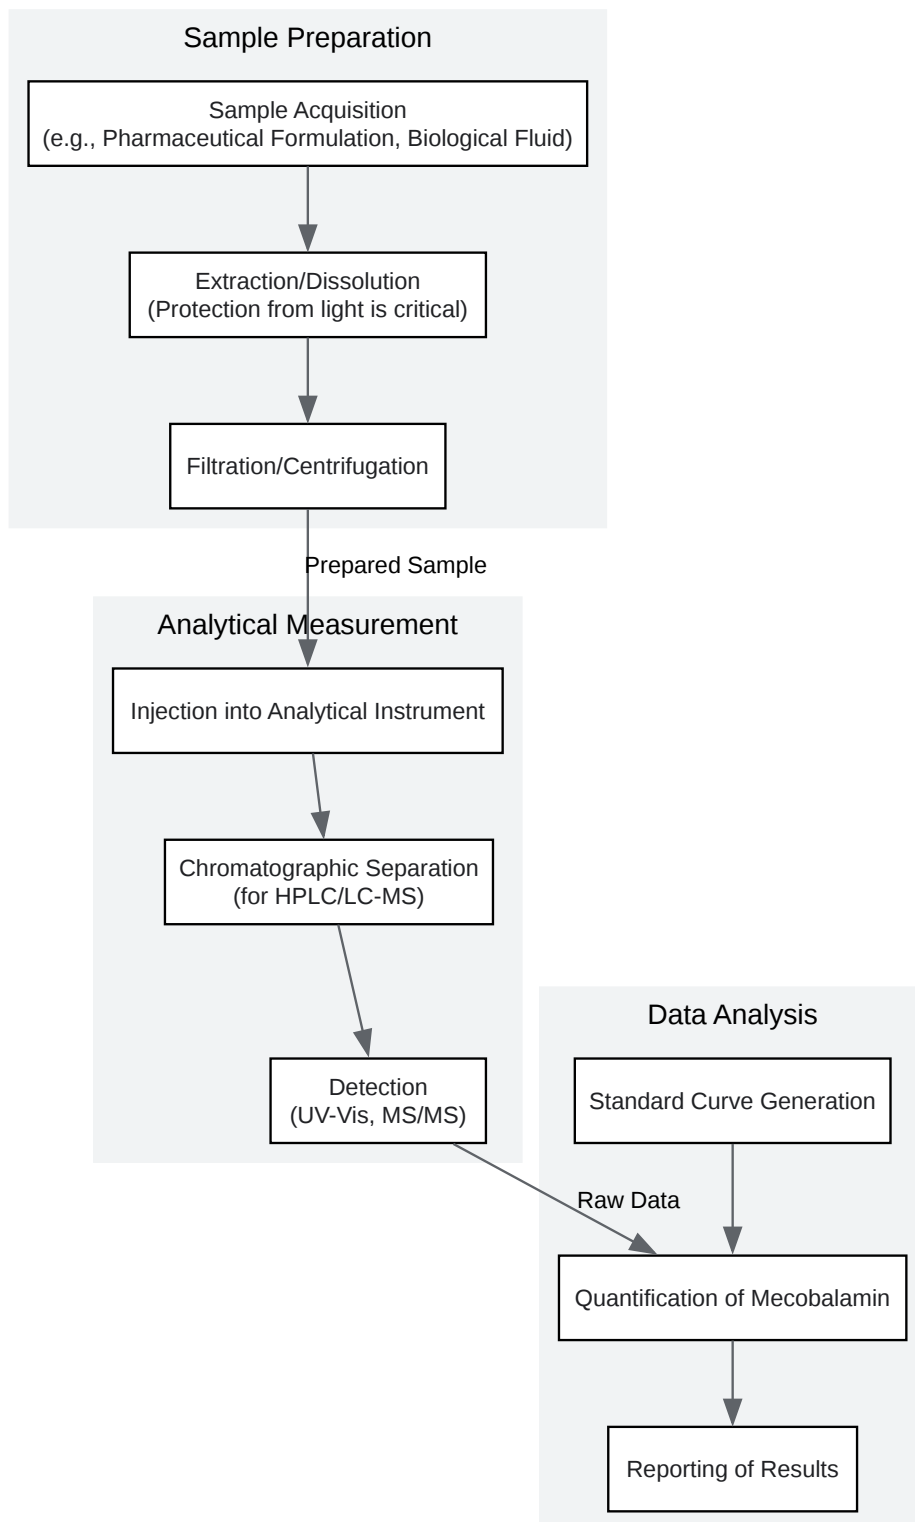 Sample Preparation
Sample Acquisition
(e.g., Pharmaceutical Formulation, Biological Fluid)
Extraction/Dissolution
(Protection from light is critical)
Filtration/Centrifugation
Prepared Sample
Analytical Measurement
Injection into Analytical Instrument
Chromatographic Separation
(for HPLC/LC-MS)
Detection
(UV-Vis, MS/MS)
Data Analysis
Standard Curve Generation
Raw Data
Quantification of Mecobalamin
Reporting of Results